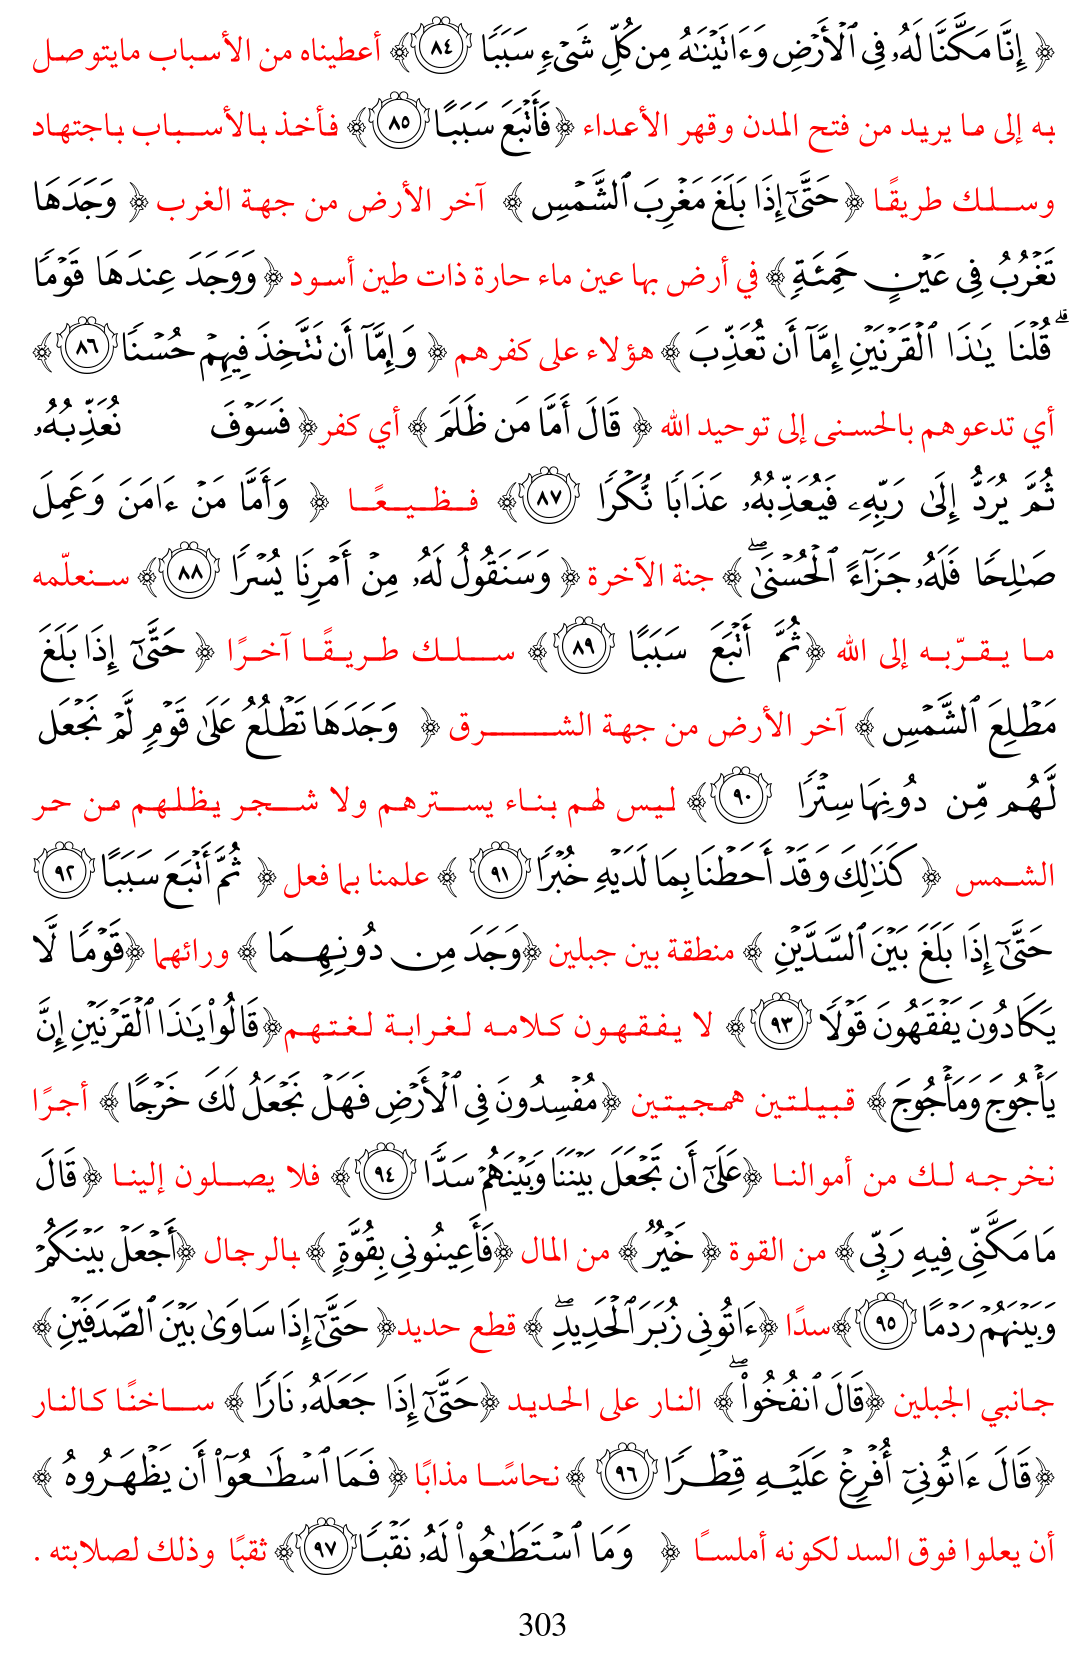 ﴿ إِنَّا مَكَّنَّا لَهُۥ فِي ٱلۡأَرۡضِ وَءَاتَيۡنَٰهُ مِن كُلِّ شَيۡءٖ سَبَبٗا ٨٤﴾ أعطيناه من الأسباب مايتوصل
به إلى ما يريد من فتح المدن وقهر الأعداء ﴿فَأَتۡبَعَ سَبَبًا ٨٥﴾ فأخذ بالأسباب باجتهاد
وسلك طريقًا ﴿حَتَّىٰٓ إِذَا بَلَغَ مَغۡرِبَ ٱلشَّمۡسِ ﴾ آخر الأرض من جهة الغرب ﴿ وَجَدَهَا
تَغۡرُبُ فِي عَيۡنٍ حَمِئَةٖ﴾ في أرض بها عين ماء حارة ذات طين أسود ﴿وَوَجَدَ عِندَهَا قَوۡمٗاۖ
قُلۡنَا يَٰذَا ٱلۡقَرۡنَيۡنِ إِمَّآ أَن تُعَذِّبَ ﴾ هؤلاء على كفرهم ﴿ وَإِمَّآ أَن تَتَّخِذَ فِيهِمۡ حُسۡنٗا ٨٦﴾
أي تدعوهم بالحسنى إلى توحيد الله ﴿ قَالَ أَمَّا مَن ظَلَمَ ﴾ أي كفر﴿ فَسَوۡفَ نُعَذِّبُهُۥ
ثُمَّ يُرَدُّ إِلَىٰ رَبِّهِۦ فَيُعَذِّبُهُۥ عَذَابٗا نُّكۡرٗا ٨٧﴾ فظيعًا ﴿ وَأَمَّا مَنۡ ءَامَنَ وَعَمِلَ
صَٰلِحٗا فَلَهُۥ جَزَآءً ٱلۡحُسۡنَىٰۖ ﴾ جنة الآخرة ﴿ وَسَنَقُولُ لَهُۥ مِنۡ أَمۡرِنَا يُسۡرٗا ٨٨﴾ سنعلّمه
ما يقرّبه إلى الله ﴿ثُمَّ أَتۡبَعَ سَبَبًا ٨٩﴾ سلك طريقًا آخرًا ﴿ حَتَّىٰٓ إِذَا بَلَغَ
مَطۡلِعَ ٱلشَّمۡسِ ﴾ آخر الأرض من جهة الشرق ﴿ وَجَدَهَا تَطۡلُعُ عَلَىٰ قَوۡمٖ لَّمۡ نَجۡعَل
لَّهُم مِّن دُونِهَا سِتۡرٗا ٩٠﴾ ليس لهم بناء يسترهم ولا شجر يظلهم من حر
الشمس ﴿ كَذَٰلِكَ وَقَدۡ أَحَطۡنَا بِمَا لَدَيۡهِ خُبۡرٗا ٩١ ﴾ علمنا بما فعل ﴿ ثُمَّ أَتۡبَعَ سَبَبًا ٩٢
حَتَّىٰٓ إِذَا بَلَغَ بَيۡنَ ٱلسَّدَّيۡنِ ﴾ منطقة بين جبلين ﴿وَجَدَ مِن دُونِهِمَا ﴾ ورائهما ﴿قَوۡمٗا لَّا
يَكَادُونَ يَفۡقَهُونَ قَوۡلٗا ٩٣﴾ لا يفقهون كلامه لغرابة لغتهم﴿قَالُواْ يَٰذَا ٱلۡقَرۡنَيۡنِ إِنَّ
يَأۡجُوجَ وَمَأۡجُوجَ﴾ قبيلتين همجيتين ﴿مُفۡسِدُونَ فِي ٱلۡأَرۡضِ فَهَلۡ نَجۡعَلُ لَكَ خَرۡجًا ﴾ أجرًا
نخرجه لك من أموالنا ﴿عَلَىٰٓ أَن تَجۡعَلَ بَيۡنَنَا وَبَيۡنَهُمۡ سَدّٗا ٩٤﴾ فلا يصلون إلينا ﴿قَالَ
مَا مَكَّنِّي فِيهِ رَبِّي﴾ من القوة ﴿ خَيۡرٞ ﴾ من المال ﴿فَأَعِينُونِي بِقُوَّةٍ ﴾ بالرجال ﴿أَجۡعَلۡ بَيۡنَكُمۡ
وَبَيۡنَهُمۡ رَدۡمًا ٩٥﴾سدًا ﴿ءَاتُونِي زُبَرَ ٱلۡحَدِيدِۖ ﴾ قطع حديد﴿ حَتَّىٰٓ إِذَا سَاوَىٰ بَيۡنَ ٱلصَّدَفَيۡنِ﴾
جانبي الجبلين ﴿قَالَ ٱنفُخُواْۖ ﴾ النار على الحديد ﴿حَتَّىٰٓ إِذَا جَعَلَهُۥ نَارٗا ﴾ ساخنًا كالنار
﴿قَالَ ءَاتُونِيٓ أُفۡرِغۡ عَلَيۡهِ قِطۡرٗا ٩٦﴾ نحاسًا مذابًا ﴿ فَمَا ٱسۡطَٰعُوٓاْ أَن يَظۡهَرُوهُ ﴾
أن يعلوا فوق السد لكونه أملسًا ﴿ وَمَا ٱسۡتَطَٰعُواْ لَهُۥ نَقۡبٗا ٩٧﴾ ثقبًا وذلك لصلابته .
303